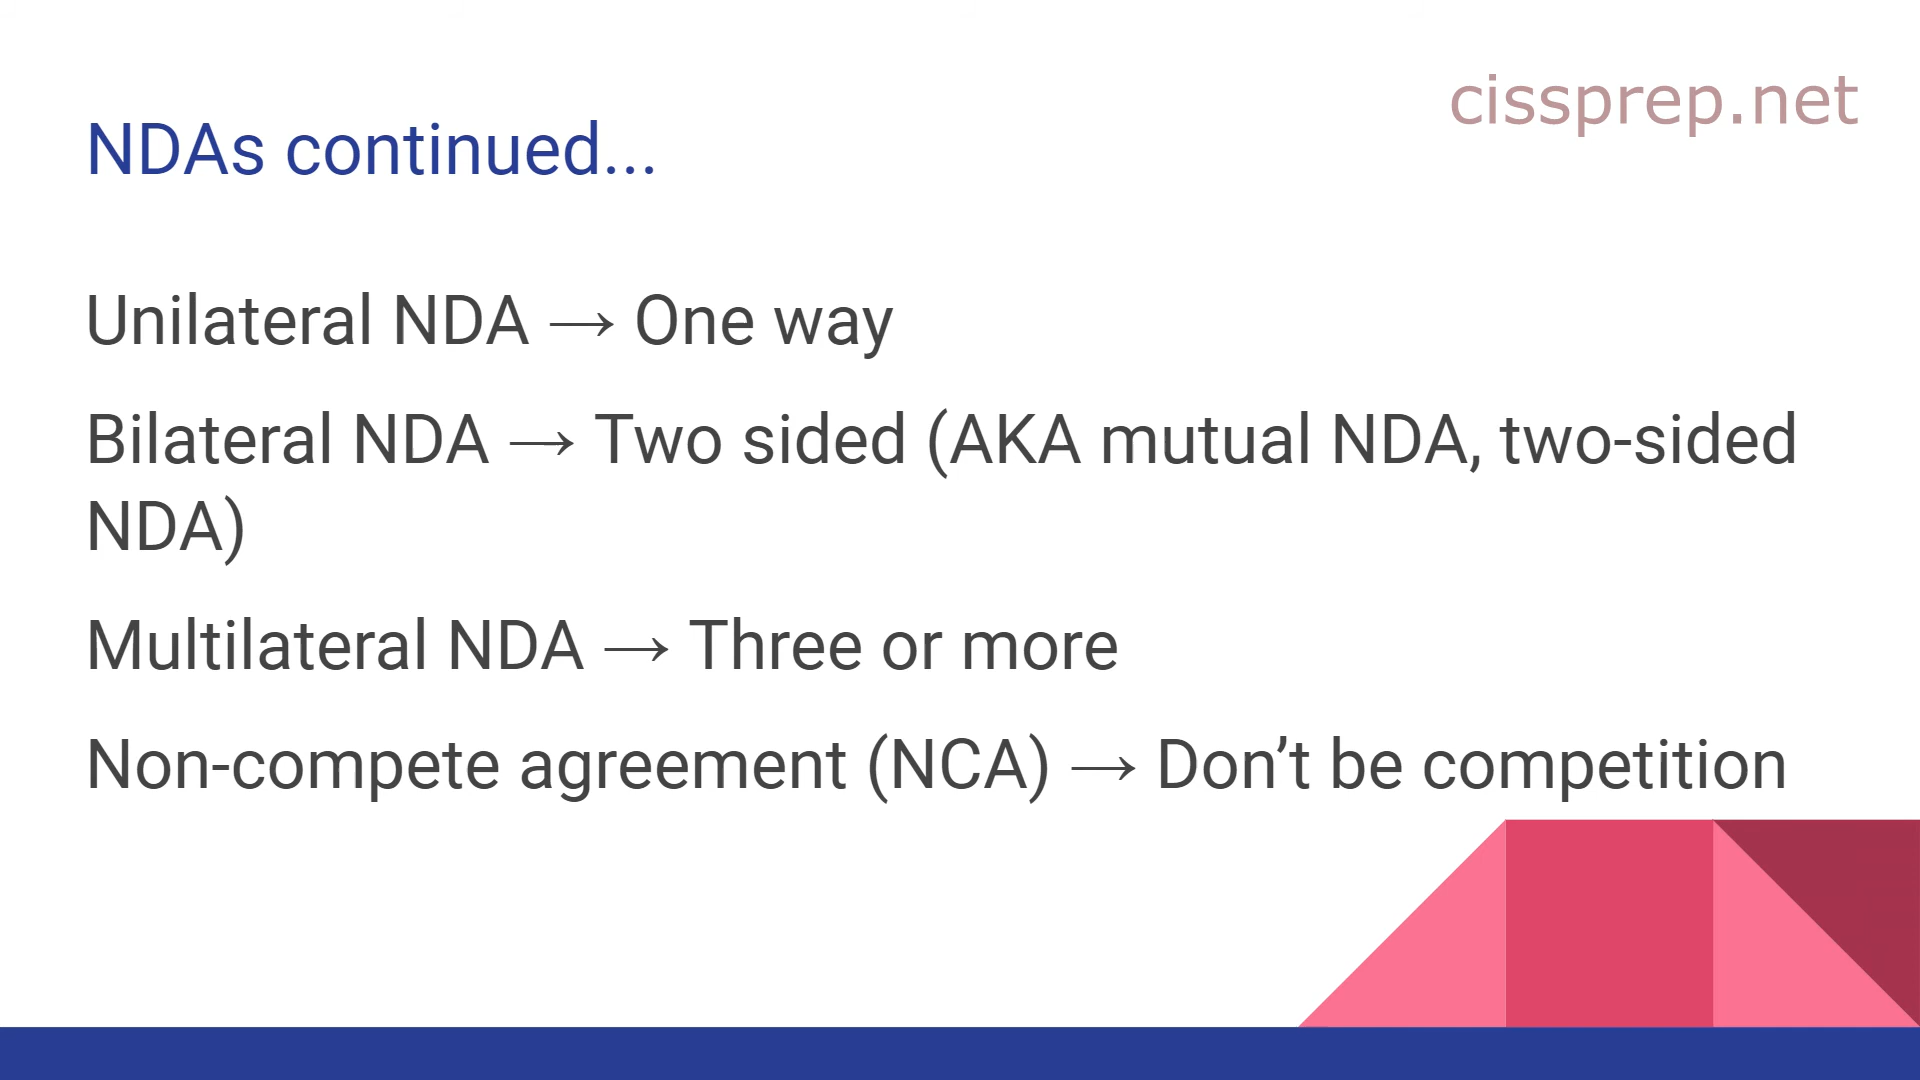 cissprep.net
NDAs continued...
Unilateral NDA → One way
Bilateral NDA → Two sided (AKA mutual NDA, two-sided
NDA)
Multilateral NDA → Three or more
Non-compete agreement (NCA) → Don’t be competition